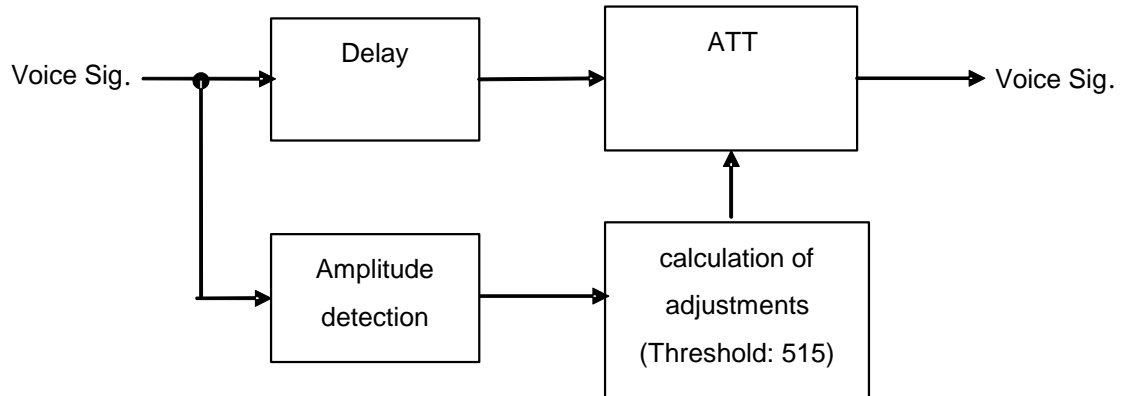 Delay
ATT
Voice Sig.
Voice Sig.
Amplitude
detection
calculation of
adjustments
(Threshold: 515)